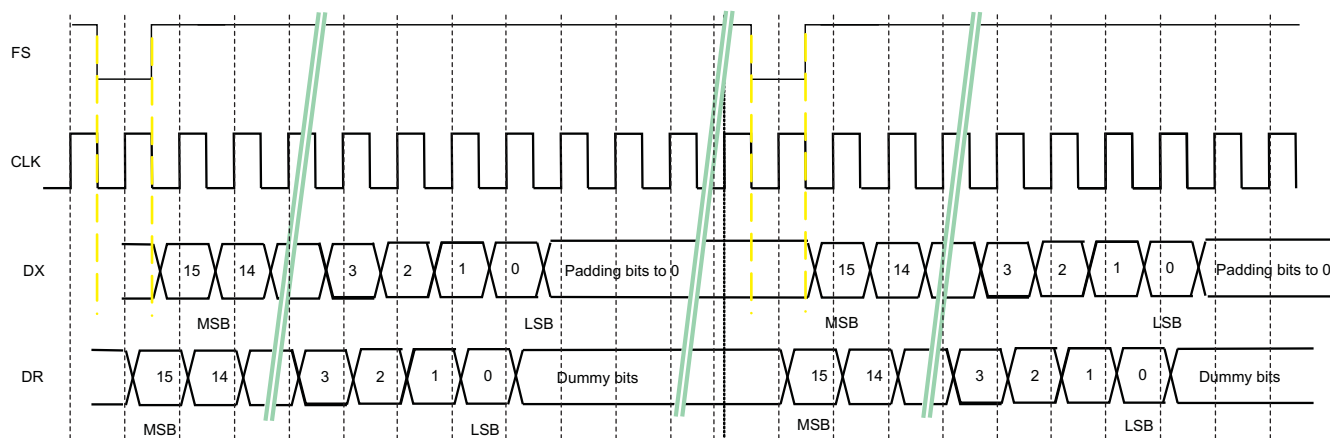 FS
CLK
DX
15 14 3 2 1 0 Padding bits to 0 15 14 3 2 1 0 Padding bits to 0
MSB LSB MSB LSB
DR
15 14 3 2 1 0 Dummy bits 15 14 3 2 1 0 Dummy bits
MSB LSB MSB LSB